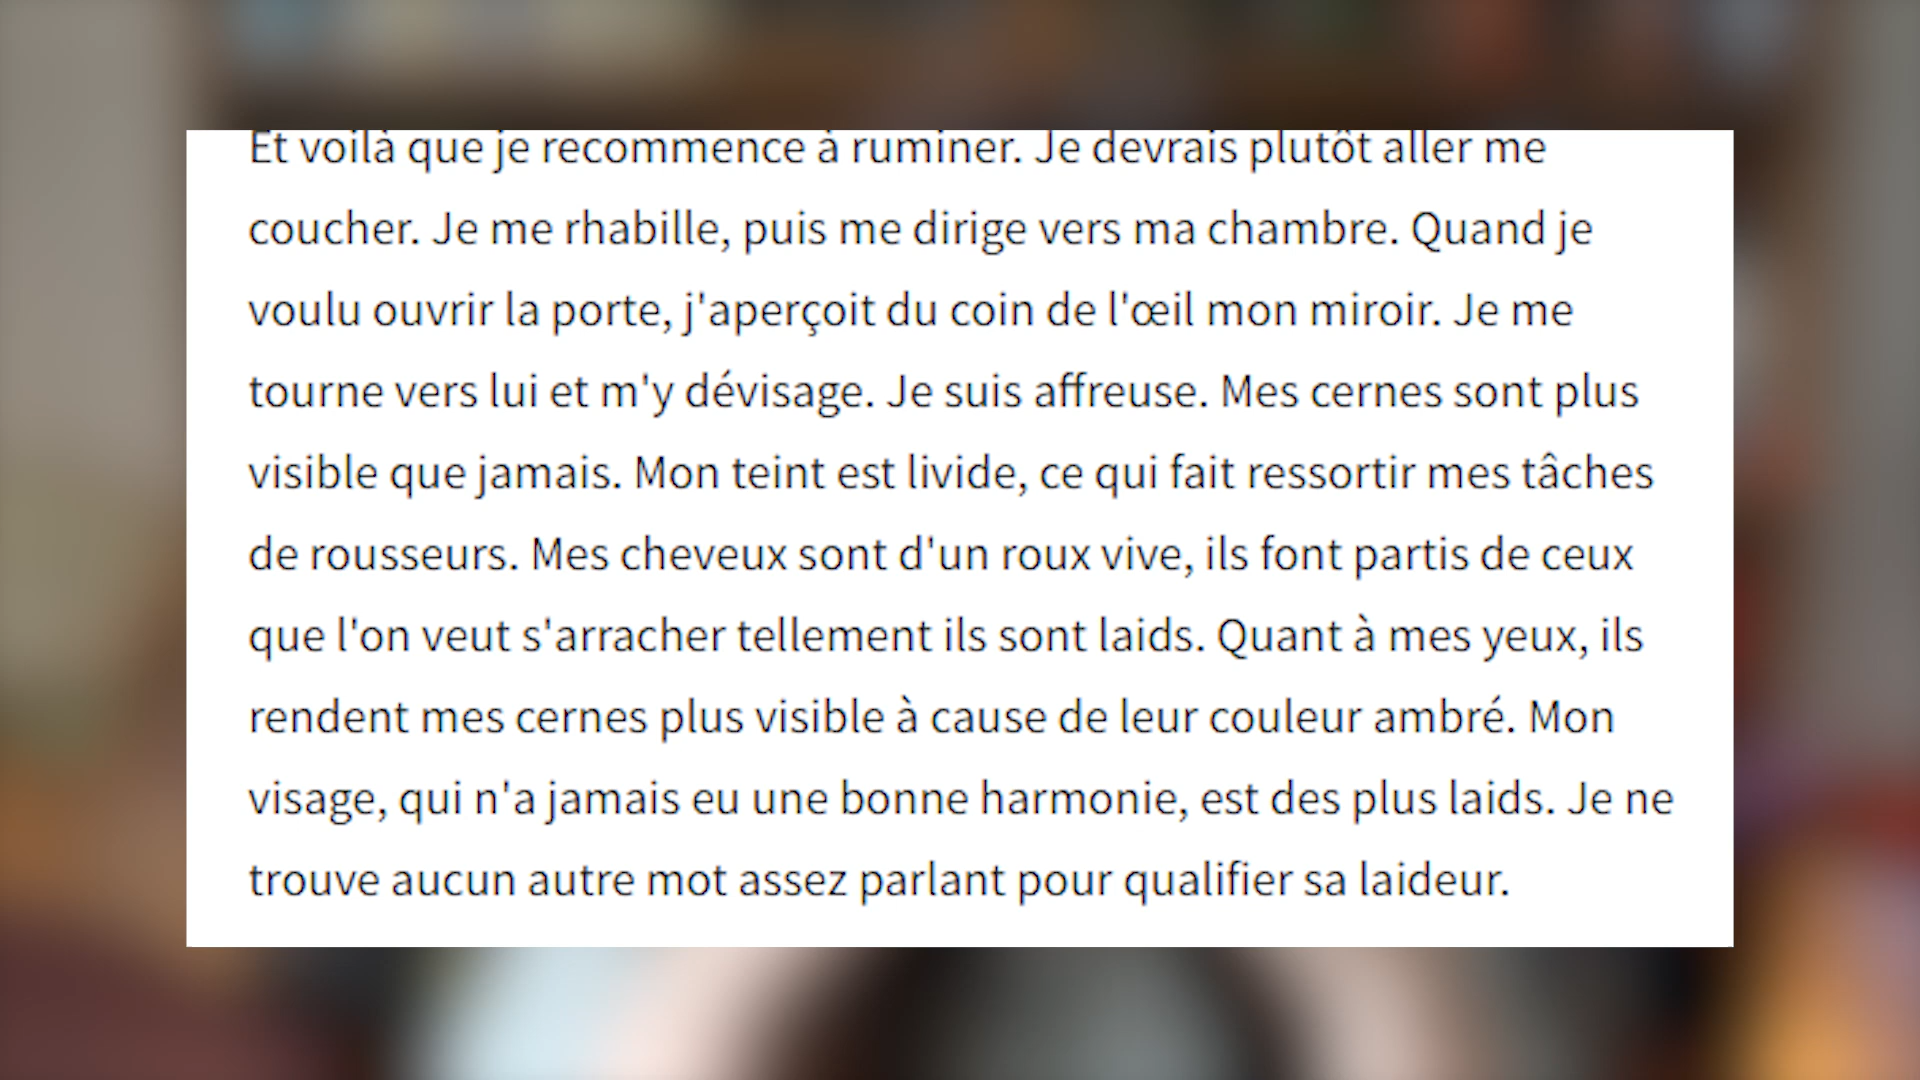 Et voilà que je recommence à ruminer. Je devrais plutôt aller me
coucher. Je me rhabille, puis me dirige vers ma chambre. Quand je
voulu ouvrir la porte, j'aperçoit du coin de l'œil mon miroir. Je me
tourne vers lui et m'y dévisage. Je suis affreuse. Mes cernes sont plus
visible que jamais. Mon teint est livide, ce qui fait ressortir mes tâches
de rousseurs. Mes cheveux sont d'un roux vive, ils font partis de ceux
que l'on veut s'arracher tellement ils sont laids. Quant à mes yeux, ils
rendent mes cernes plus visible à cause de leur couleur ambré. Mon
visage, qui n'a jamais eu une bonne harmonie, est des plus laids. Je ne
trouve aucun autre mot assez parlant pour qualifier sa laideur.